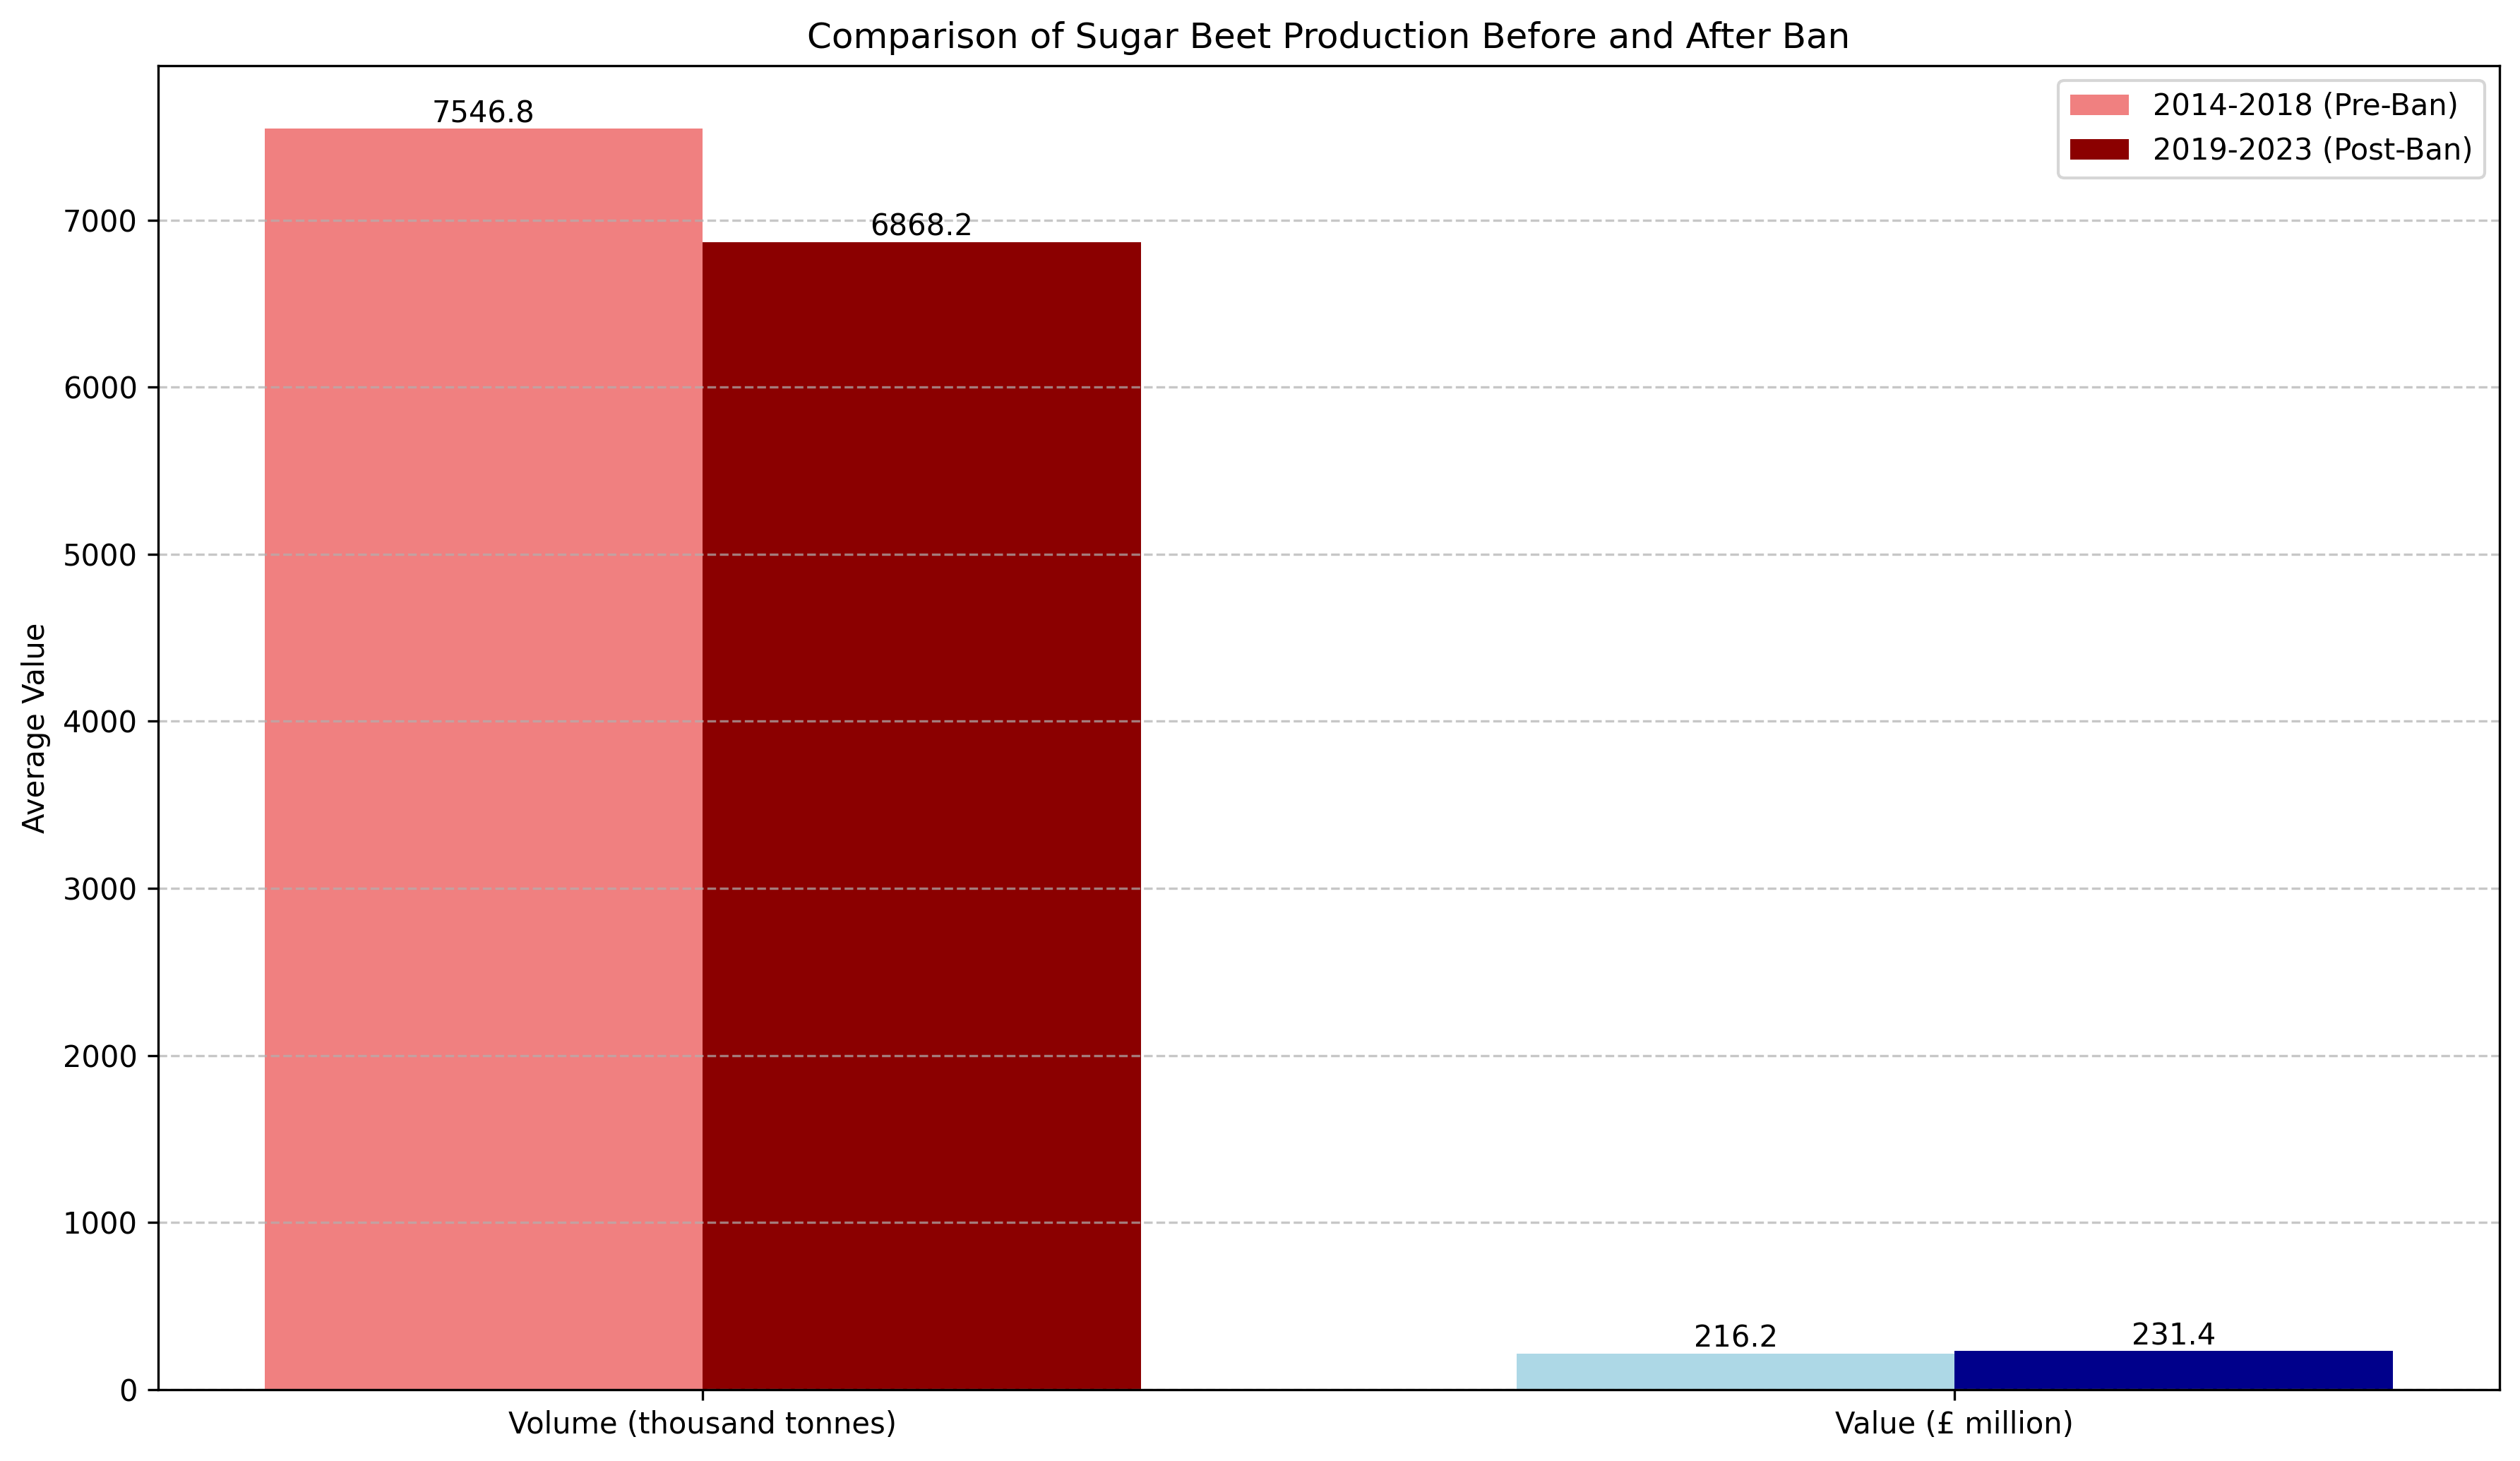 Comparison of Sugar Beet Production Before and After Ban
2014-2018 (Pre-Ban)
2019-2023 (Post-Ban)
Average Value
7000
6000
5000
4000
3000
2000
1000
0
7546.8
6868.2
216.2
231.4
Volume (thousand tonnes)
Value (£ million)